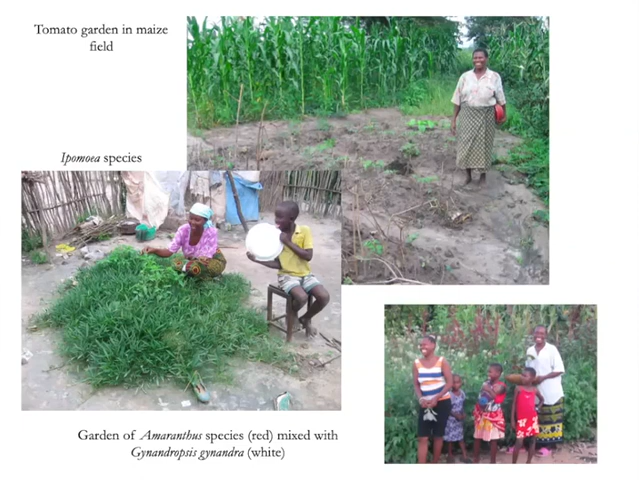 Tomato garden in maize
field
Ipomoea species
Garden of Amaranthus species (red) mixed with
Gynandropsis gynandra (white)